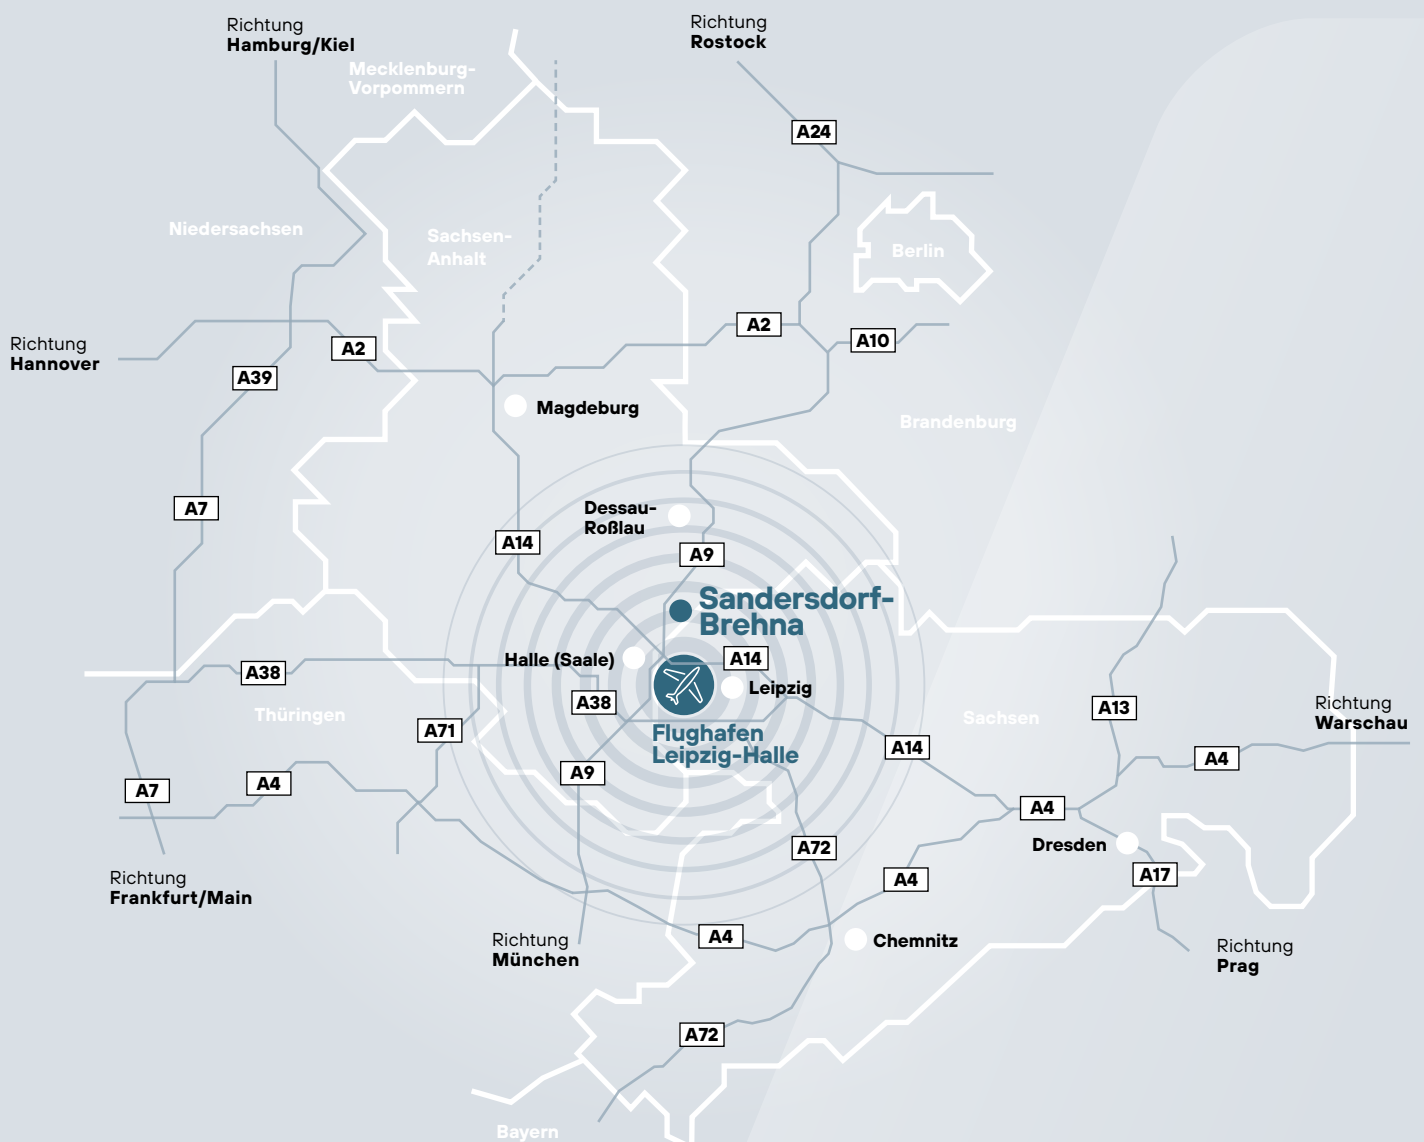 Richtung
Hamburg/Kiel
Richtung
Rostock
Mecklenburg-
Vorpommern
A24
Niedersachsen
Sachsen-
Anhalt
Berlin
A2
A10
Richtung
Hannover
A2
A39
Magdeburg
Brandenburg
A7
Dessau-
Roßlau
A14
A9
Sandersdorf-
Brehna
Halle (Saale)
A14
A38
Leipzig
A38
Thüringen
A71
Flughafen
Leipzig-Halle
Sachsen
A13
Richtung
Warschau
A14
A4
A9
A4
A7
A4
A72
Dresden
A17
A4
Richtung
Frankfurt/Main
A4
Chemnitz
Richtung
München
Richtung
Prag
A72
Bayern